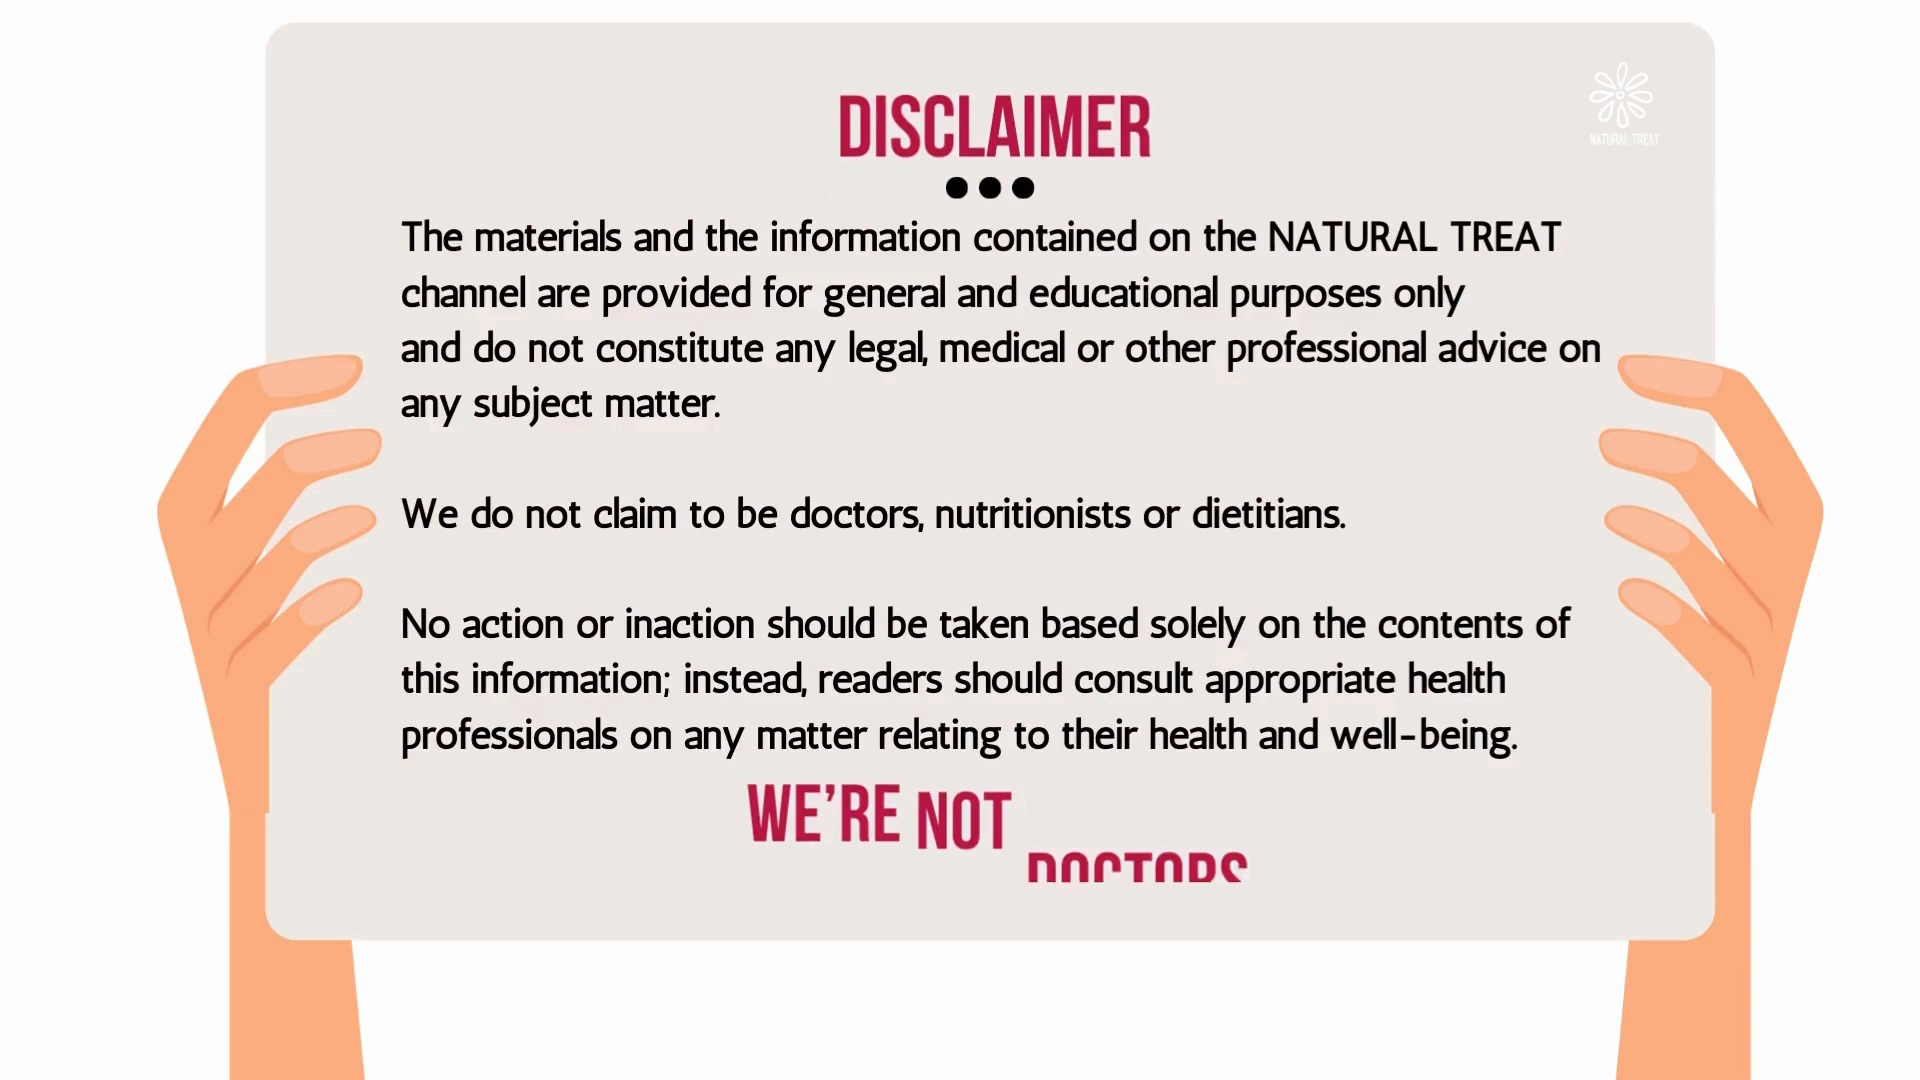 DISCLAIMER
NATURAL TREAT
The materials and the information contained on the NATURAL TREAT
channel are provided for general and educational purposes only
and do not constitute any legal, medical or other professional advice on
any subject matter.
We do not claim to be doctors, nutritionists or dietitians.
No action or inaction should be taken based solely on the contents of
this information; instead, readers should consult appropriate health
professionals on any matter relating to their health and well-being.
WE'RE NOT DOCTORS